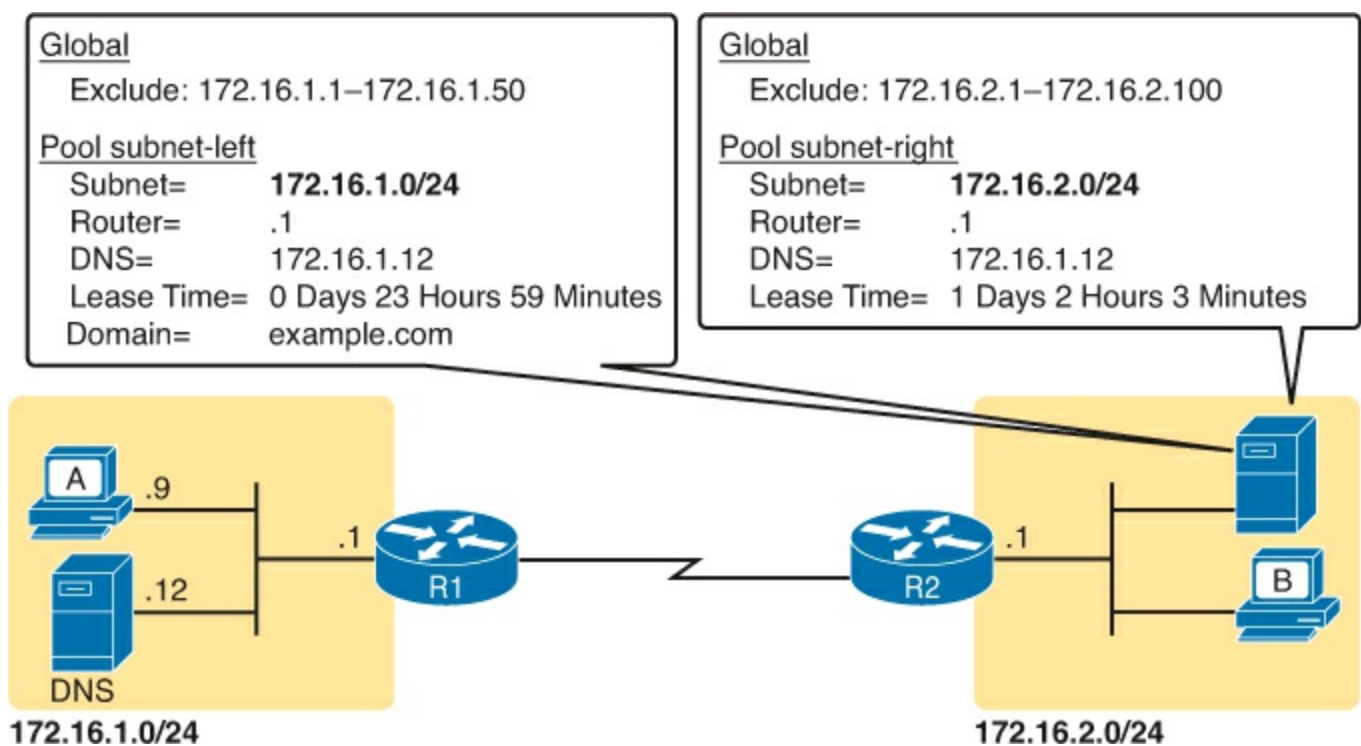 Global
Exclude: 172.16.1.1–172.16.1.50
Pool subnet-left
Subnet= 172.16.1.0/24
Router= .1
DNS= 172.16.1.12
Lease Time= 0 Days 23 Hours 59 Minutes
Domain= example.com
Global
Exclude: 172.16.2.1–172.16.2.100
Pool subnet-right
Subnet= 172.16.2.0/24
Router= .1
DNS= 172.16.1.12
Lease Time= 1 Days 2 Hours 3 Minutes
A
.9
.12
DNS
.1
R1
R2
.1
B
172.16.1.0/24
172.16.2.0/24